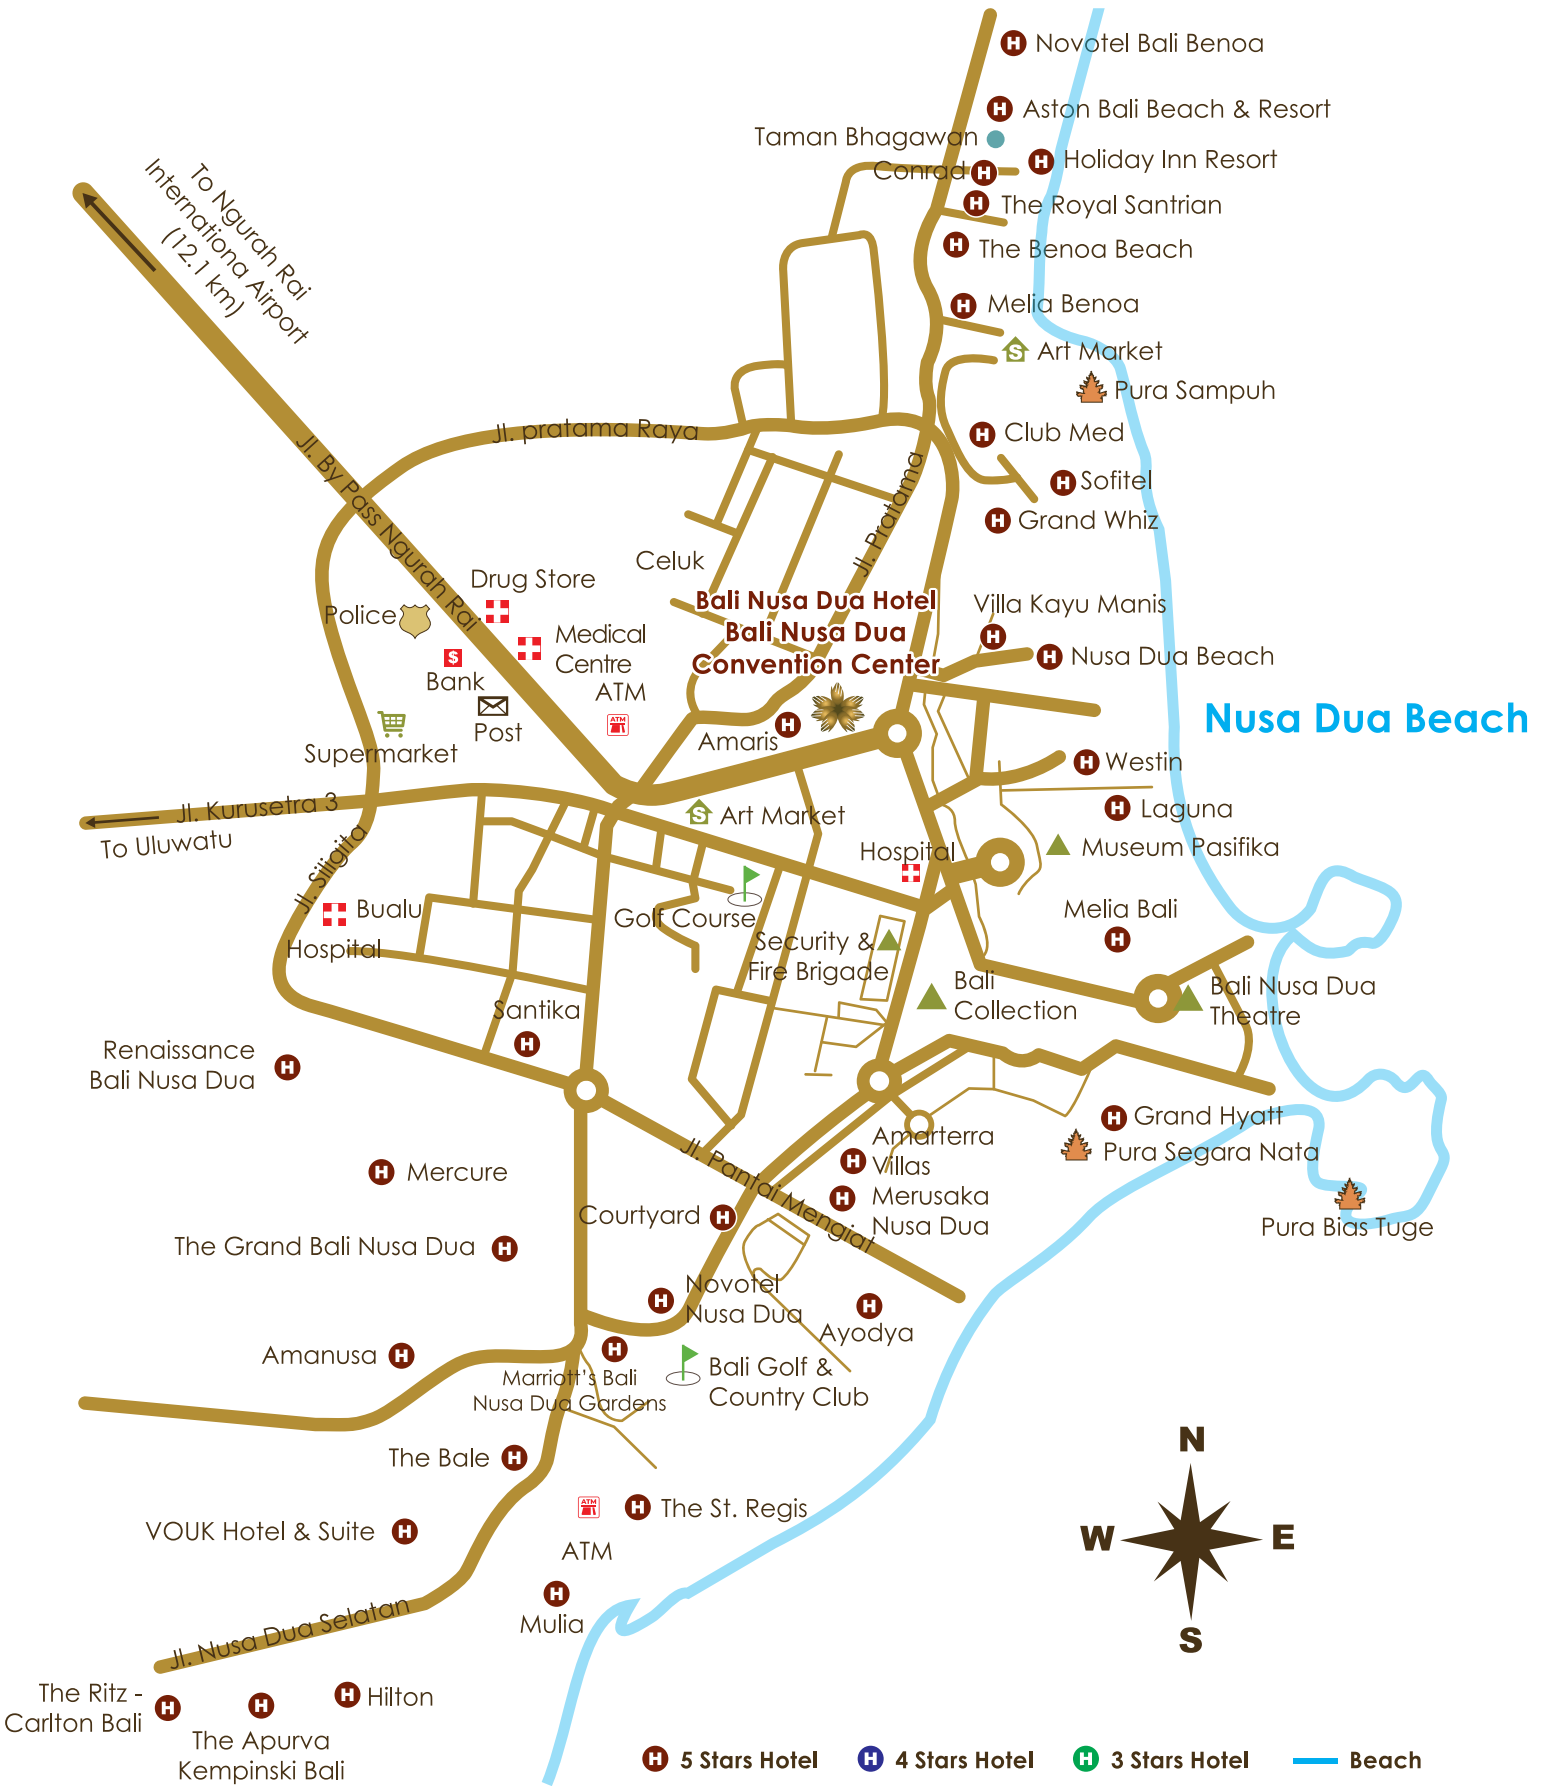 Novotel Bali Benoa
Aston Bali Beach & Resort
Taman Bhagawan
Holiday Inn Resort
Conrad
The Royal Santrian
The Benoa Beach
To Ngurah Rai
Internationa Airport
(12.1 km)
Melia Benoa
Art Market
Pura Sampuh
Jl. pratama Raya
Club Med
Jl. By Pass Ngurah Rai
Sofitel
Grand Whiz
Jl. Pratama
Celuk
Drug Store
Police
Medical
Centre
Bali Nusa Dua Hotel
Bali Nusa Dua
Convention Center
Villa Kayu Manis
Nusa Dua Beach
Bank
ATM
ATM
Post
Supermarket
Amaris
Nusa Dua Beach
Westin
Jl. Kurusetra 3
To Uluwatu
Art Market
Laguna
Hospital
Museum Pasifika
Jl. Siligita
Bualu
Hospital
Golf Course
Melia Bali
Security &
Fire Brigade
Bali
Collection
Bali Nusa Dua
Theatre
Santika
Renaissance
Bali Nusa Dua
Grand Hyatt
Amarterra
Villas
Pura Segara Nata
Jl. Pantai Mengiat
Mercure
Merusaka
Nusa Dua
Courtyard
Pura Bias Tuge
The Grand Bali Nusa Dua
Novotel
Nusa Dua
Ayodya
Amanusa
Marriott's Bali
Nusa Dua Gardens
Bali Golf &
Country Club
The Bale
N
W
E
S
VOUK Hotel & Suite
ATM
The St. Regis
ATM
Mulia
Jl. Nusa Dua Selatan
The Ritz -
Carlton Bali
Hilton
The Apurva
Kempinski Bali
H 5 Stars Hotel
H 4 Stars Hotel
H 3 Stars Hotel
Beach